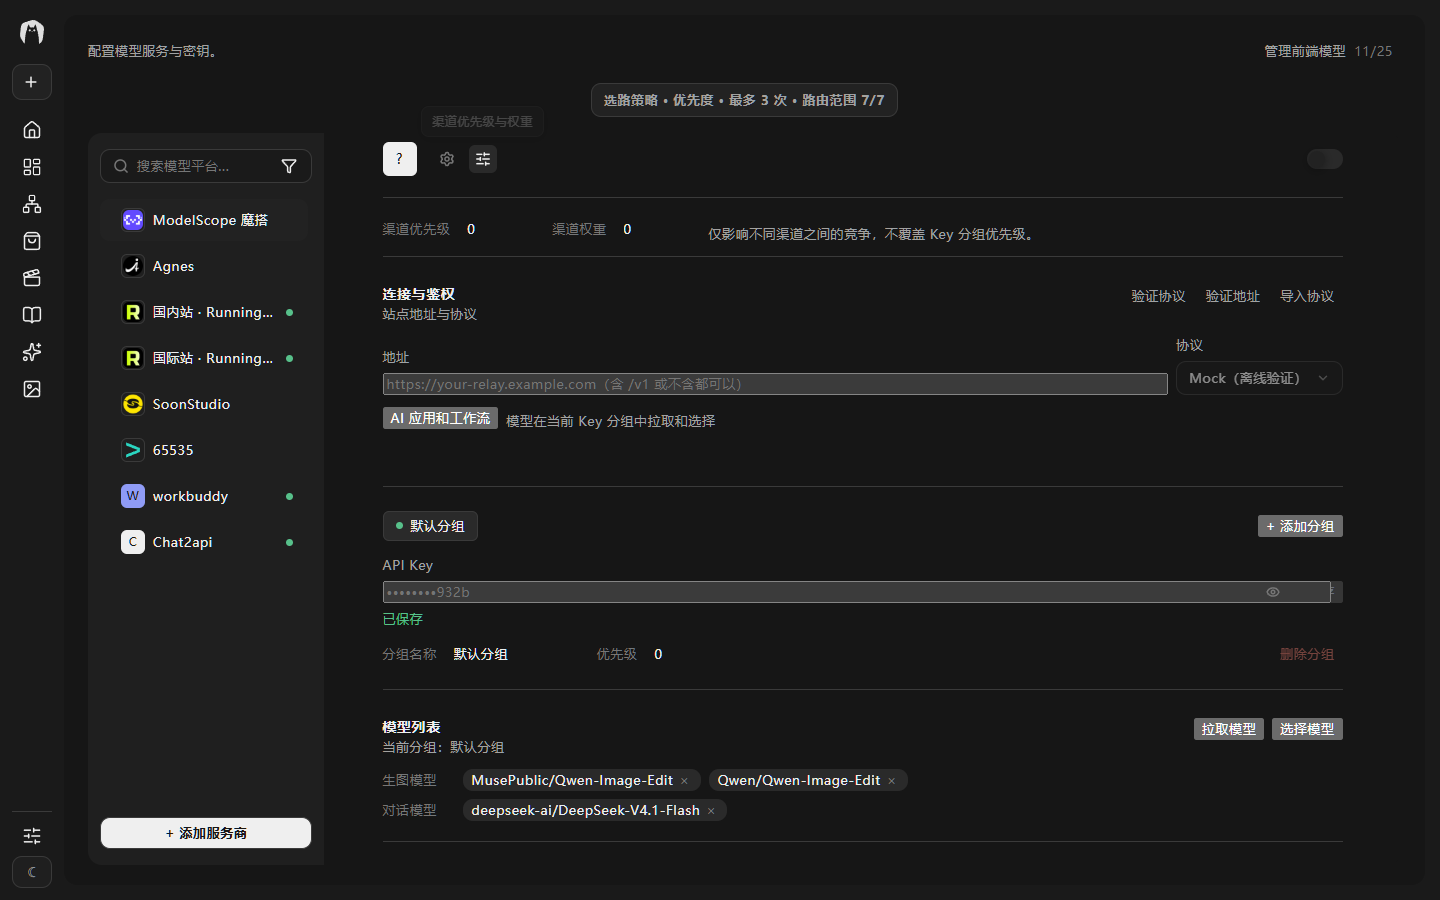 配置模型服务与密钥。
管理前端模型 11/25
选路策略 • 优先度 • 最多 3 次 • 路由范围 7/7
渠道优先级与权重
搜索模型平台...
?
ModelScope 魔搭
Agnes
国内站 · Running...
国际站 · Running...
SoonStudio
65535
W workbuddy
C Chat2api
+ 添加服务商
渠道优先级 0 渠道权重 0 仅影响不同渠道之间的竞争，不覆盖 Key 分组优先级。
连接与鉴权
站点地址与协议
验证协议 验证地址 导入协议
地址
https://your-relay.example.com（含 /v1 或不含都可以）
协议
Mock（离线验证）
AI 应用和工作流 模型在当前 Key 分组中拉取和选择
默认分组
+ 添加分组
API Key
••••••••932b
已保存
分组名称 默认分组 优先级 0 删除分组
模型列表
当前分组：默认分组
拉取模型 选择模型
生图模型 MusePublic/Qwen-Image-Edit × Qwen/Qwen-Image-Edit ×
对话模型 deepseek-ai/DeepSeek-V4.1-Flash ×